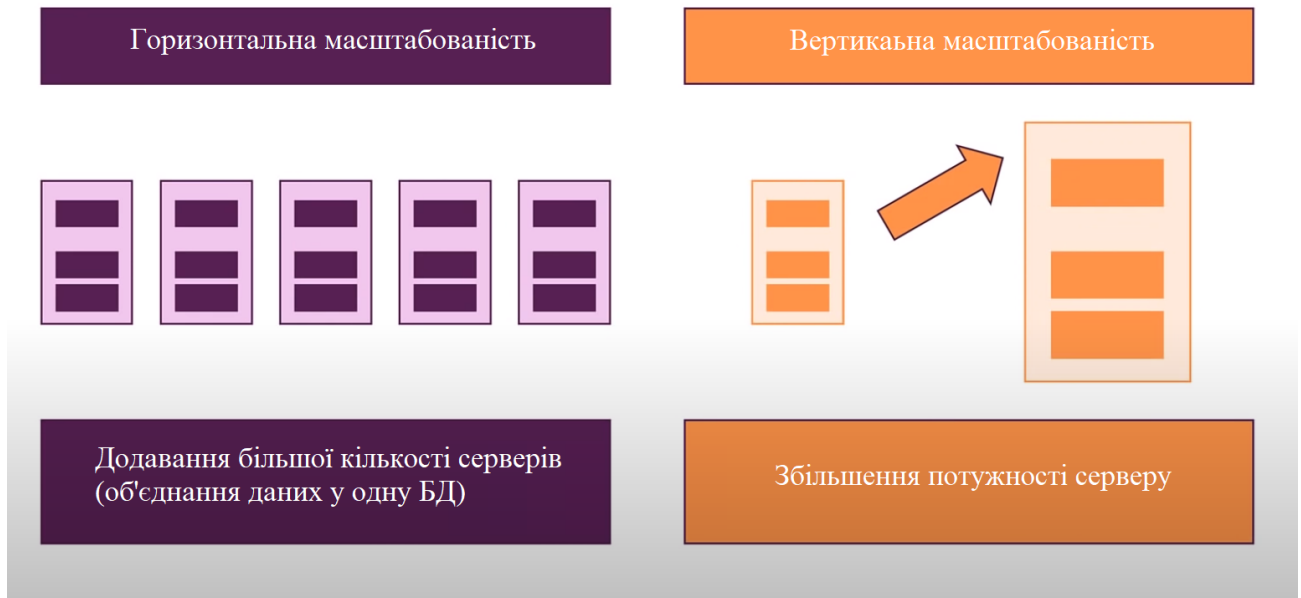 Горизонтальна масштабованість
Вертикаьна масштабованість
Додавання більшої кількості серверів
(об'єднання даних у одну БД)
Збільшення потужності серверу